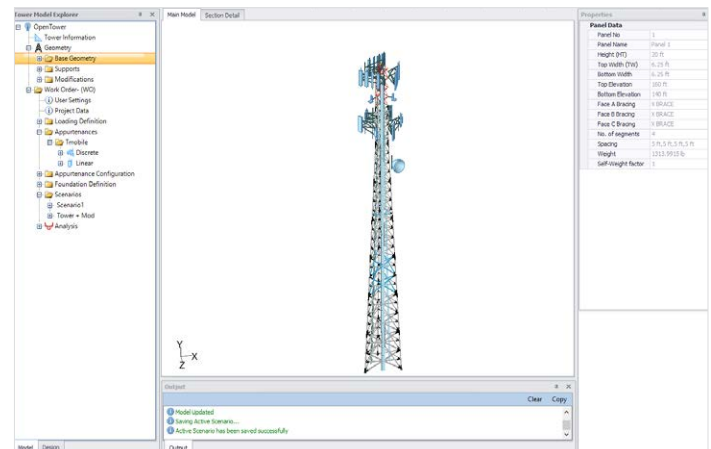 Tower Model Explorer
OpenTower
Tower Information
Geometry
Base Geometry
Supports
Modifications
Work Order- (WO)
User Settings
Project Data
Loading Definition
Appurtenances
Tmobile
Discrete
Linear
Appurtenance Configuration
Foundation Definition
Scenarios
Scenario1
Tower + Mod
Analysis
Model Design
Main Model Section Detail
Y
X
Z
Output
Clear Copy
Model Updated
Saving Active Scenario...
Active Scenario has been saved successfully
Output
Properties
Panel Data
Panel No 1
Panel Name Panel 1
Height (HT) 20 ft
Top Width (TW) 6.25 ft
Bottom Width 6.25 ft
Top Elevation 160 ft
Bottom Elevation 140 ft
Face A Bracing X BRACE
Face B Bracing X BRACE
Face C Bracing X BRACE
No. of segments 4
Spacing 5 ft,5 ft,5 ft,5 ft
Weight 1313.9915 lb
Self-Weight factor 1